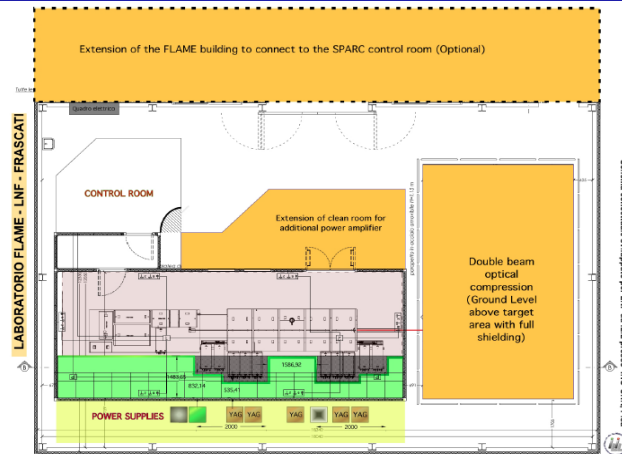 Extension of the FLAME building to connect to the SPARC control room (Optional)
Quadro elettrico
LABORATORIO FLAME - LNF - FRASCATI
CONTROL ROOM
Extension of clean room for
additional power amplifier
Double beam
optical
compression
(Ground Level
above target
area with full
shielding)
1586,92
832,14
535,41
POWER SUPPLIES
YAG YAG YAG YAG
2000 2000
B B